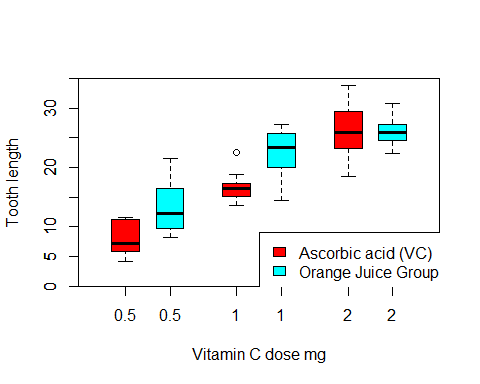 Tooth length
30
20
10
5
0
Ascorbic acid (VC)
Orange Juice Group
0.5 0.5 1 1 2 2
Vitamin C dose mg